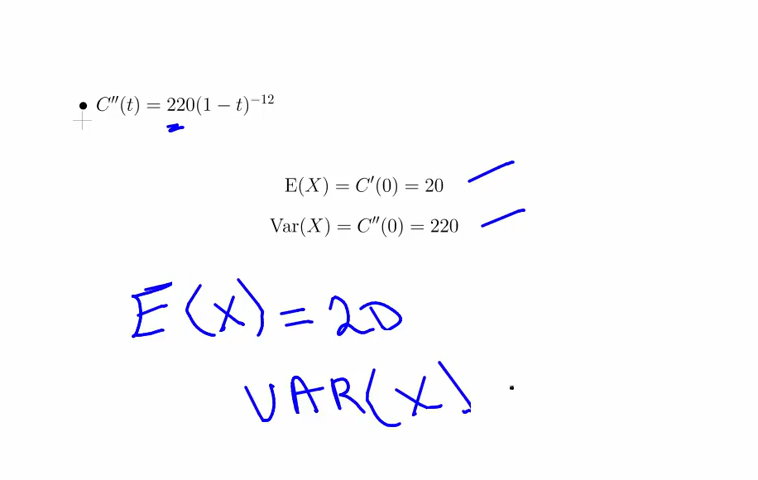 • C″(t) = 220(1 − t)⁻¹²
E(X) = C′(0) = 20
Var(X) = C″(0) = 220
E(X) = 20
VAR(X)